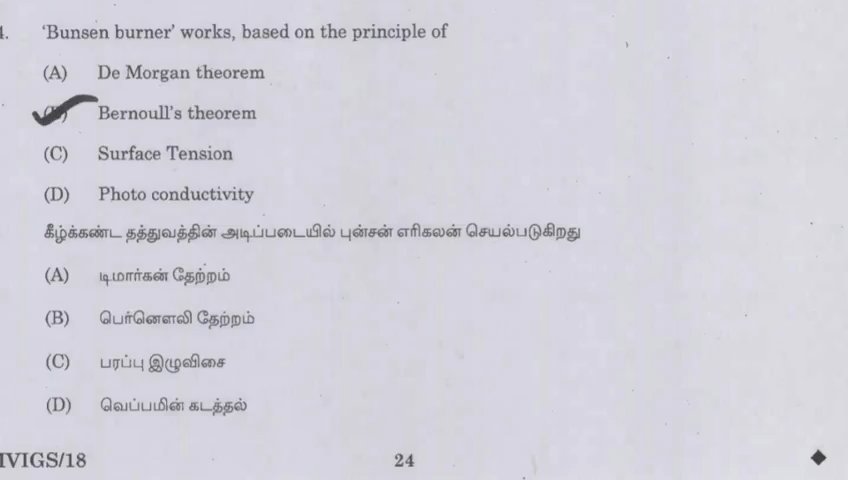 'Bunsen burner' works, based on the principle of
(A) De Morgan theorem
Bernoull's theorem
(C) Surface Tension
(D) Photo conductivity
கீழ்க்கண்ட தத்துவத்தின் அடிப்படையில் புன்சன் எரிகலன் செயல்படுகிறது
(A) டிமார்கன் தேற்றம்
(B) பெர்னௌலி தேற்றம்
(C) பரப்பு இழுவிசை
(D) வெப்பமின் கடத்தல்
IVIGS/18 24